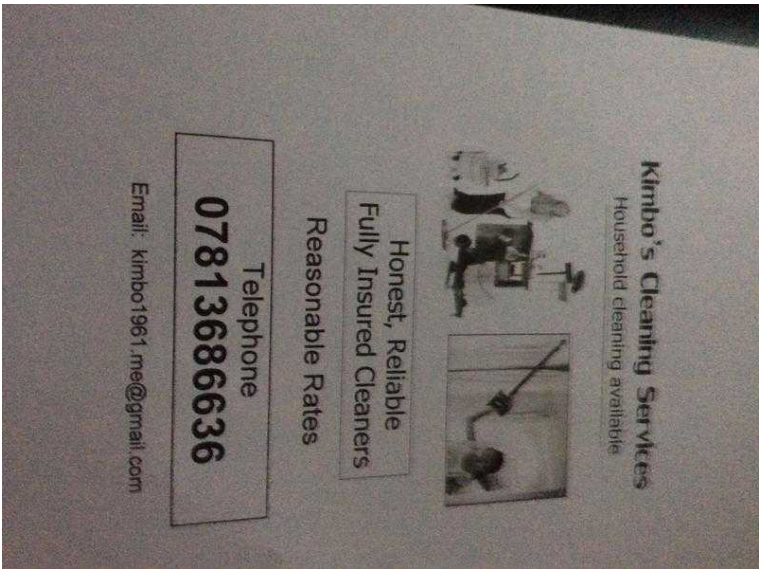 Kimbo's Cleaning Services
Household cleaning available
Honest, Reliable
Fully Insured Cleaners
Reasonable Rates
Telephone
07813686636
Email: kimbo1961.me@gmail.com